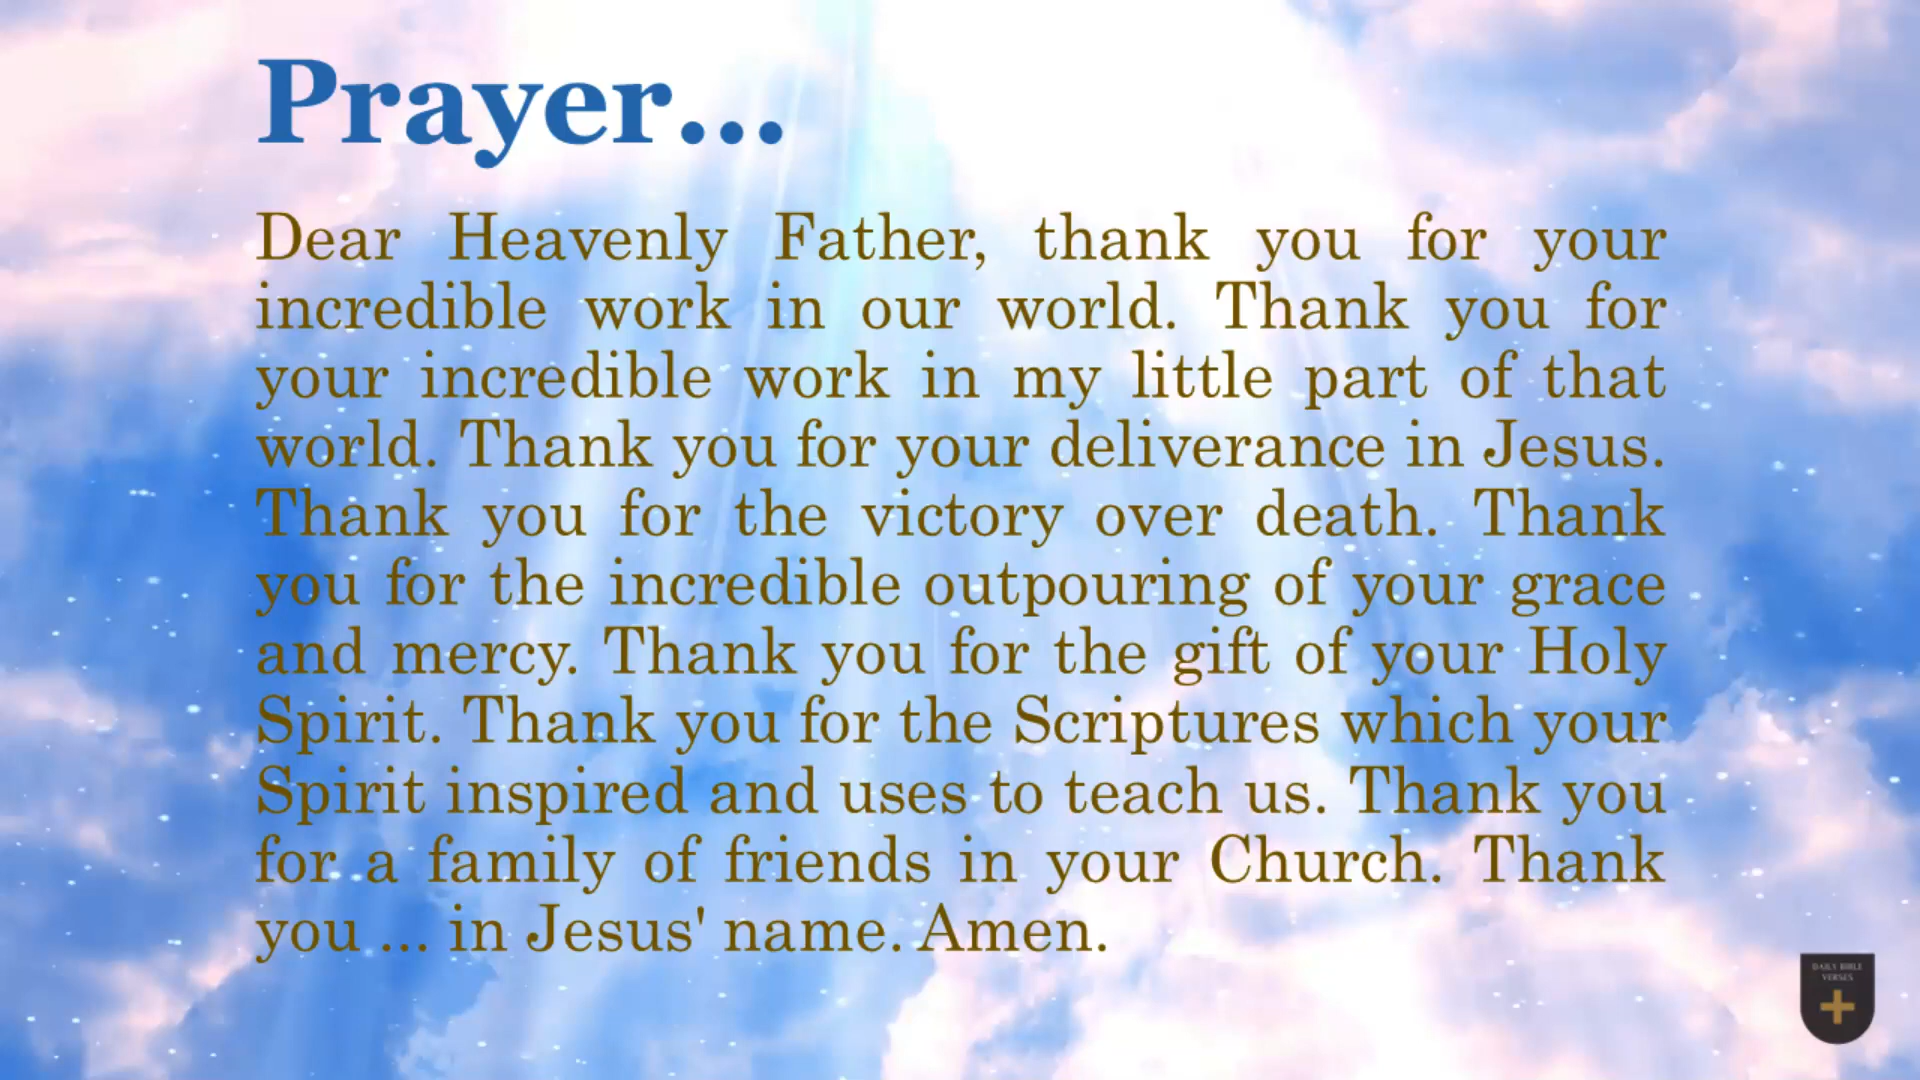 Prayer...
Dear Heavenly Father, thank you for your
incredible work in our world. Thank you for
your incredible work in my little part of that
world. Thank you for your deliverance in Jesus.
Thank you for the victory over death. Thank
you for the incredible outpouring of your grace
and mercy. Thank you for the gift of your Holy
Spirit. Thank you for the Scriptures which your
Spirit inspired and uses to teach us. Thank you
for a family of friends in your Church. Thank
you ... in Jesus' name. Amen.
DAILY BIBLE
VERSES